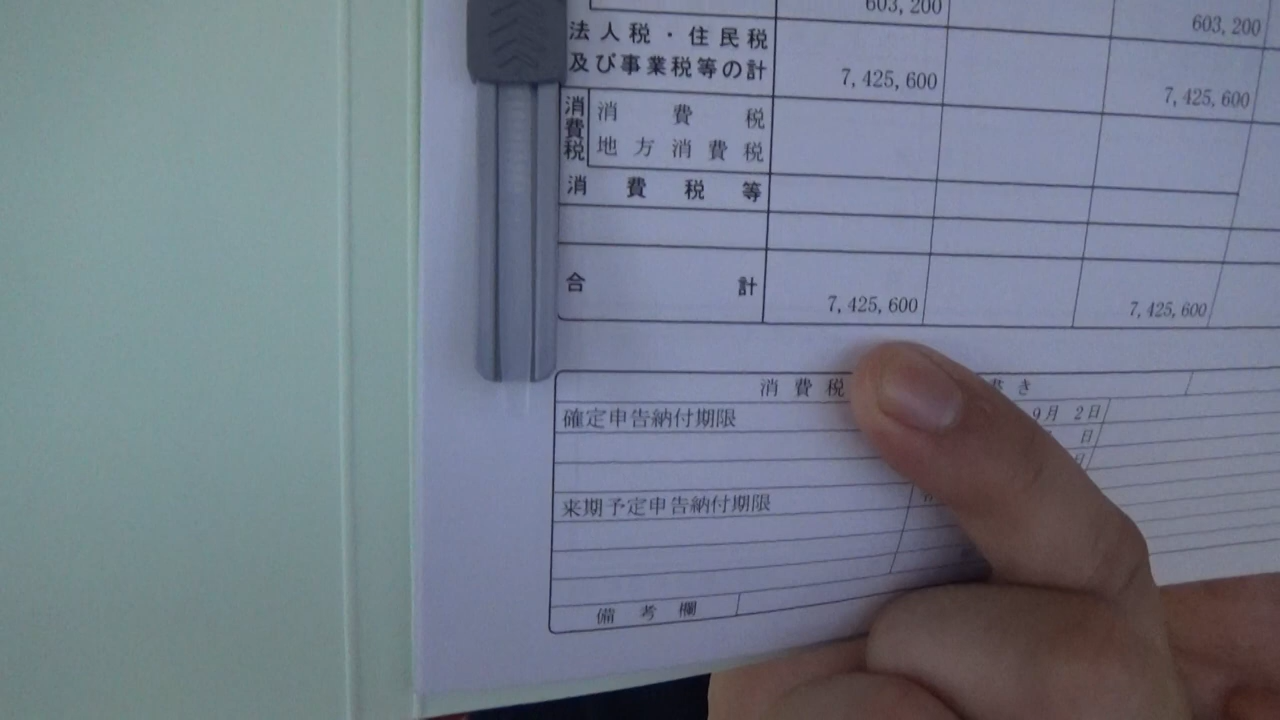 603,200 603,200
法人税・住民税
及び事業税等の計 7,425,600 7,425,600
消費税 消費税
地方消費税
消費税等
合計 7,425,600 7,425,600
消費税 書き
確定申告納付期限 9月 2日
日
日
来期予定申告納付期限
備考欄